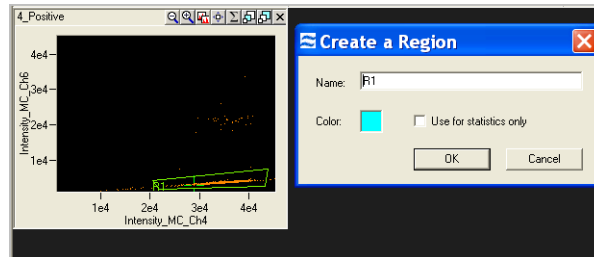 4_Positive
Intensity_MC_Ch6
4e4
3e4
2e4
1e4
R1
1e4 2e4 3e4 4e4
Intensity_MC_Ch4
Create a Region
Name: R1
Color: Use for statistics only
OK Cancel